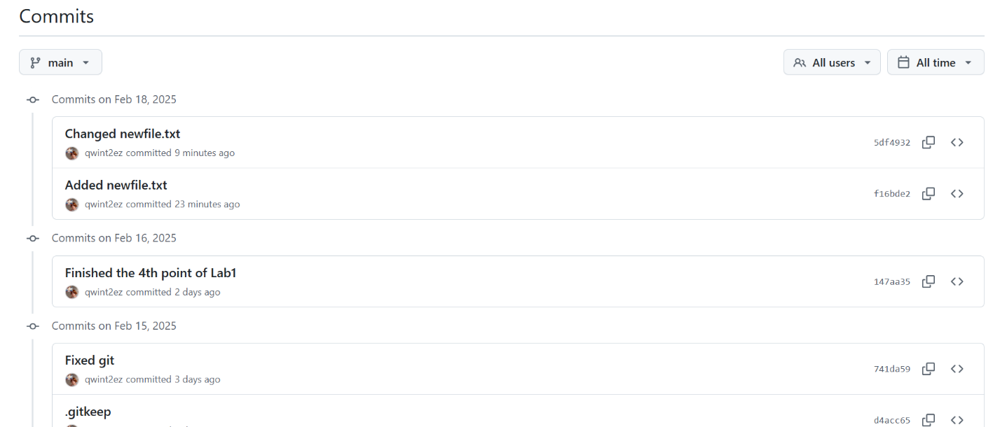 Commits
main
All users
All time
Commits on Feb 18, 2025
Changed newfile.txt
5df4932
qwint2ez committed 9 minutes ago
Added newfile.txt
f16bde2
qwint2ez committed 23 minutes ago
Commits on Feb 16, 2025
Finished the 4th point of Lab1
147aa35
qwint2ez committed 2 days ago
Commits on Feb 15, 2025
Fixed git
741da59
qwint2ez committed 3 days ago
.gitkeep
d4acc65